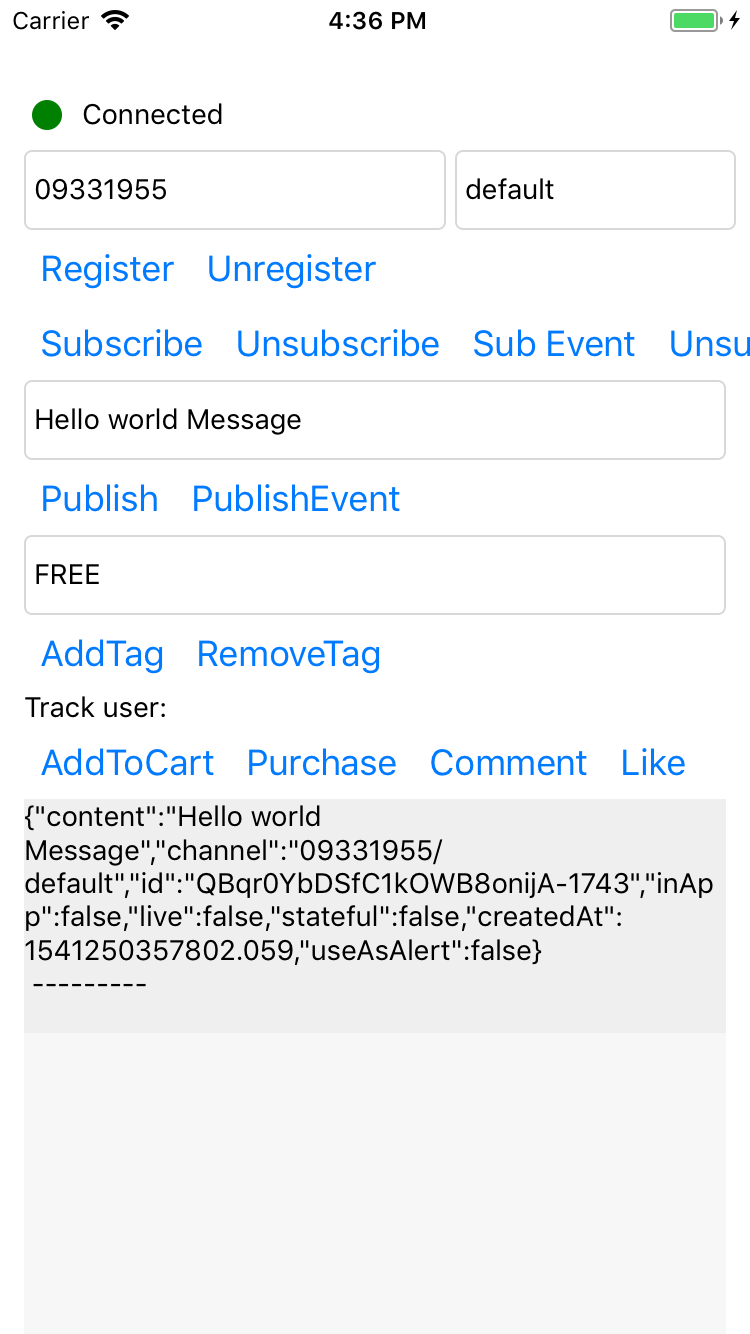 Carrier 4:36 PM
Connected
09331955 default
Register Unregister
Subscribe Unsubscribe Sub Event Unsu
Hello world Message
Publish PublishEvent
FREE
AddTag RemoveTag
Track user:
AddToCart Purchase Comment Like
{"content":"Hello world
Message","channel":"09331955/
default","id":"QBqr0YbDSfC1kOWB8onijA-1743","inAp
p":false,"live":false,"stateful":false,"createdAt":
1541250357802.059,"useAsAlert":false}
---------